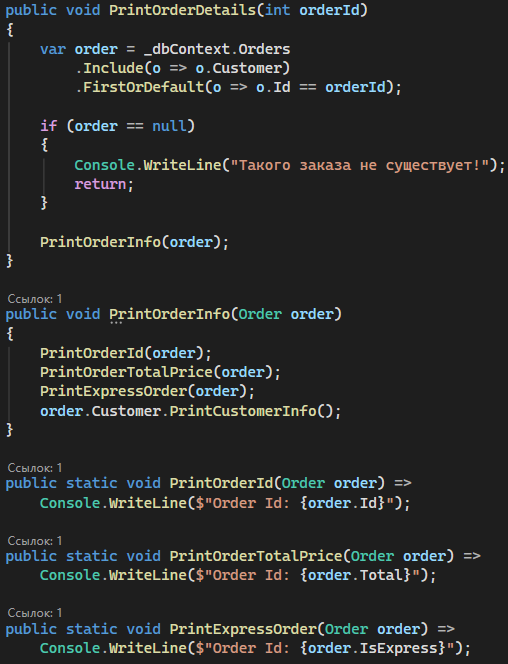 public void PrintOrderDetails(int orderId)
{
var order = _dbContext.Orders
.Include(o => o.Customer)
.FirstOrDefault(o => o.Id == orderId);
if (order == null)
{
Console.WriteLine("Такого заказа не существует!");
return;
}
PrintOrderInfo(order);
}
Ссылок: 1
public void PrintOrderInfo(Order order)
{
PrintOrderId(order);
PrintOrderTotalPrice(order);
PrintExpressOrder(order);
order.Customer.PrintCustomerInfo();
}
Ссылок: 1
public static void PrintOrderId(Order order) =>
Console.WriteLine($"Order Id: {order.Id}");
Ссылок: 1
public static void PrintOrderTotalPrice(Order order) =>
Console.WriteLine($"Order Id: {order.Total}");
Ссылок: 1
public static void PrintExpressOrder(Order order) =>
Console.WriteLine($"Order Id: {order.IsExpress}");